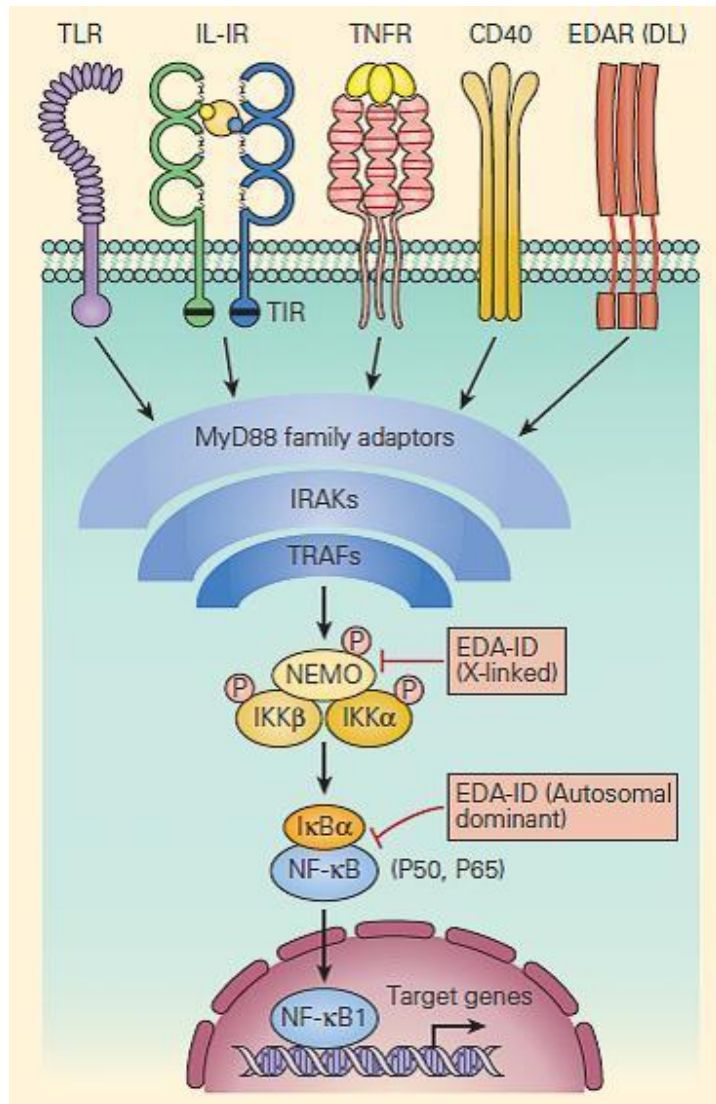 TLR
IL-IR
TNFR
CD40
EDAR (DL)
TIR
MyD88 family adaptors
IRAKs
TRAFs
P
NEMO
EDA-ID
(X-linked)
P
P
IKKβ
IKKα
EDA-ID (Autosomal
dominant)
IκBα
NF-κB
(P50, P65)
Target genes
NF-κB1